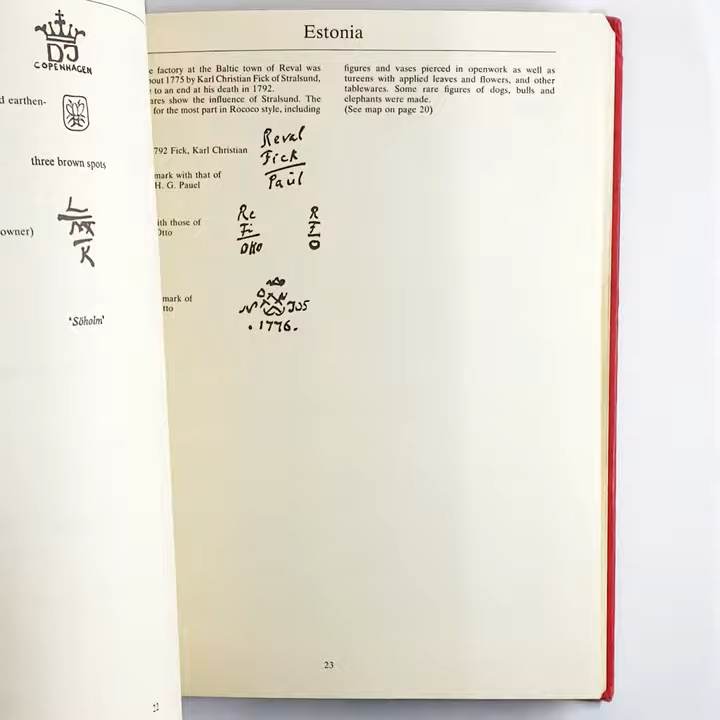 DJ
COPENHAGEN
d earthen-
three brown spots
L
K
owner)
'Söholm'
22
Estonia
e factory at the Baltic town of Reval was
bout 1775 by Karl Christian Fick of Stralsund,
to an end at his death in 1792.
ares show the influence of Stralsund. The
for the most part in Rococo style, including
figures and vases pierced in openwork as well as
tureens with applied leaves and flowers, and other
tablewares. Some rare figures of dogs, bulls and
elephants were made.
(See map on page 20)
792 Fick, Karl Christian
Reval
Fick
Paül
mark with that of
H. G. Pauel
ith those of
Otto
Re
Fi
Otto
R
F
O
mark of
tto
.1776.
23